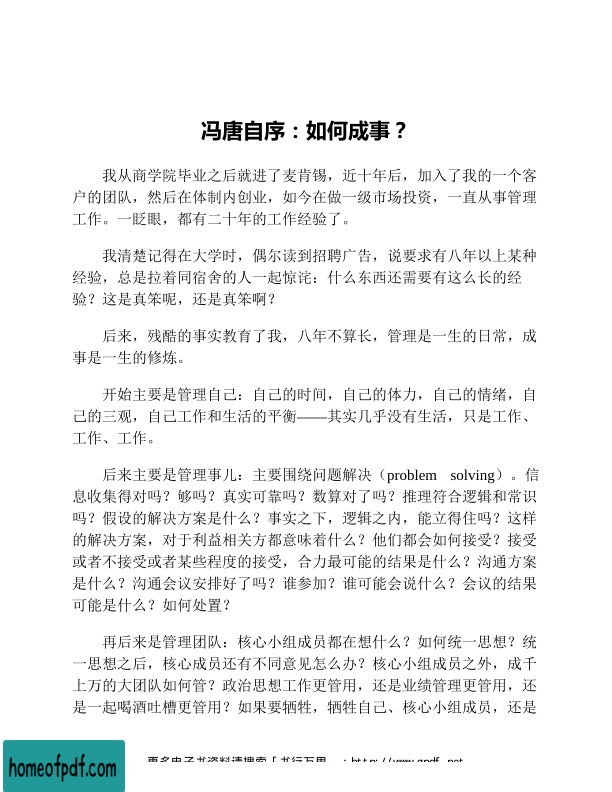 冯唐自序：如何成事？
我从商学院毕业之后就进了麦肯锡，近十年后，加入了我的一个客
户的团队，然后在体制内创业，如今在做一级市场投资，一直从事管理
工作。一眨眼，都有二十年的工作经验了。
我清楚记得在大学时，偶尔读到招聘广告，说要求有八年以上某种
经验，总是拉着同宿舍的人一起惊诧：什么东西还需要有这么长的经
验？这是真笨呢，还是真笨啊？
后来，残酷的事实教育了我，八年不算长，管理是一生的日常，成
事是一生的修炼。
开始主要是管理自己：自己的时间，自己的体力，自己的情绪，自
己的三观，自己工作和生活的平衡——其实几乎没有生活，只是工作、
工作、工作。
后来主要是管理事儿：主要围绕问题解决（problem solving）。信
息收集得对吗？够吗？真实可靠吗？数算对了吗？推理符合逻辑和常识
吗？假设的解决方案是什么？事实之下，逻辑之内，能立得住吗？这样
的解决方案，对于利益相关方都意味着什么？他们都会如何接受？接受
或者不接受或者某些程度的接受，合力最可能的结果是什么？沟通方案
是什么？沟通会议安排好了吗？谁参加？谁可能会说什么？会议的结果
可能是什么？如何处置？
再后来是管理团队：核心小组成员都在想什么？如何统一思想？统
一思想之后，核心成员还有不同意见怎么办？核心小组成员之外，成千
上万的大团队如何管？政治思想工作更管用，还是业绩管理更管用，还
是一起喝酒吐槽更管用？如果要牺牲，牺牲自己、核心小组成员，还是
更多电子书资料请搜索「书行万里
homeofpdf.com